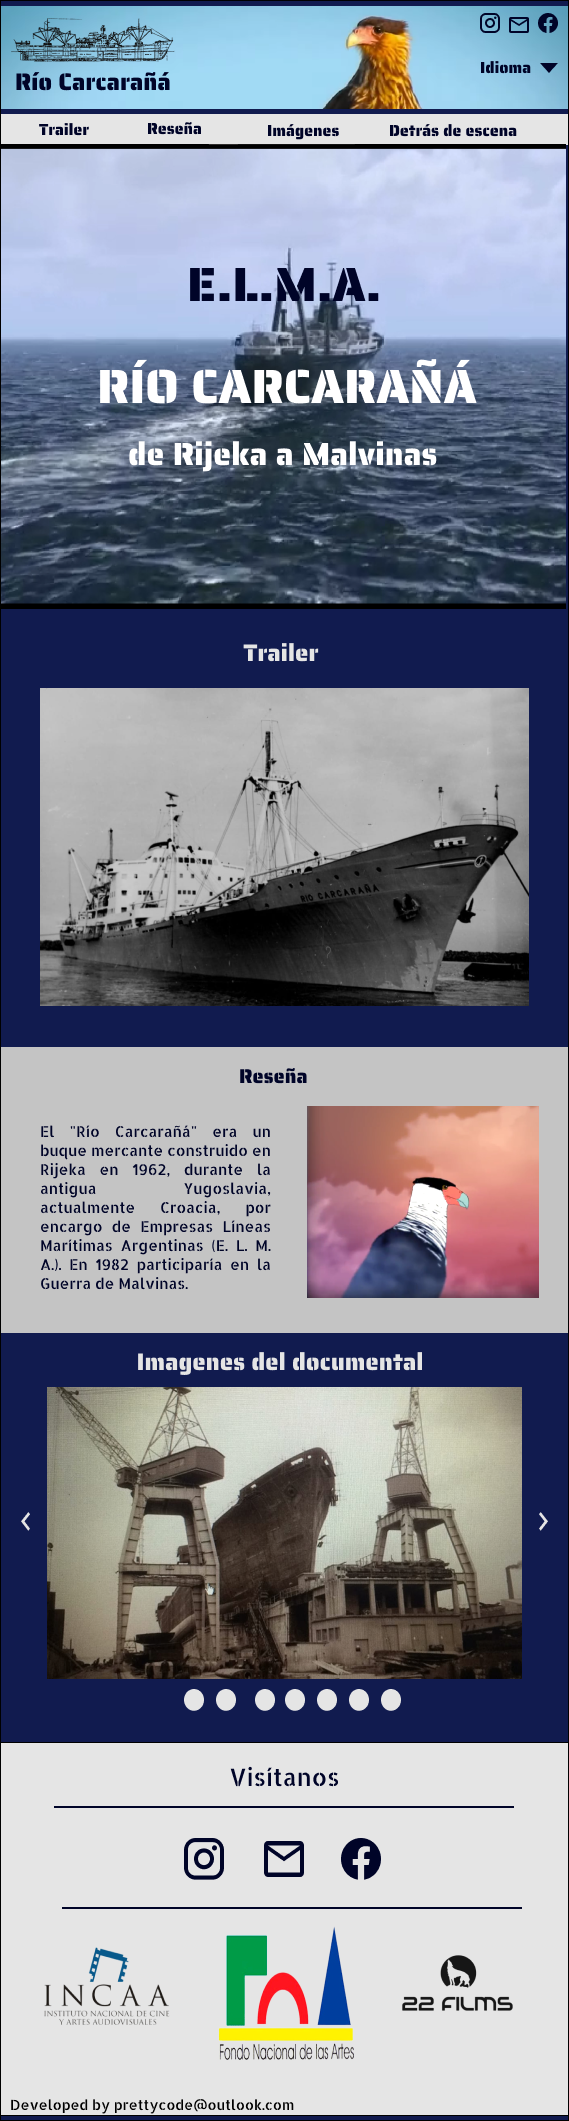 Río Carcarañá
Idioma
Trailer Reseña Imágenes Detrás de escena
E.L.M.A.
RÍO CARCARAÑÁ
de Rijeka a Malvinas
Trailer
RIO CARCARAÑA
Reseña
El "Río Carcarañá" era un
buque mercante construido en
Rijeka en 1962, durante la
antigua Yugoslavia,
actualmente Croacia, por
encargo de Empresas Líneas
Marítimas Argentinas (E. L. M.
A.). En 1982 participaría en la
Guerra de Malvinas.
Imagenes del documental
Visítanos
INCAA
INSTITUTO NACIONAL DE CINE
Y ARTES AUDIOVISUALES
Fondo Nacional de las Artes
22 FILMS
Developed by prettycode@outlook.com